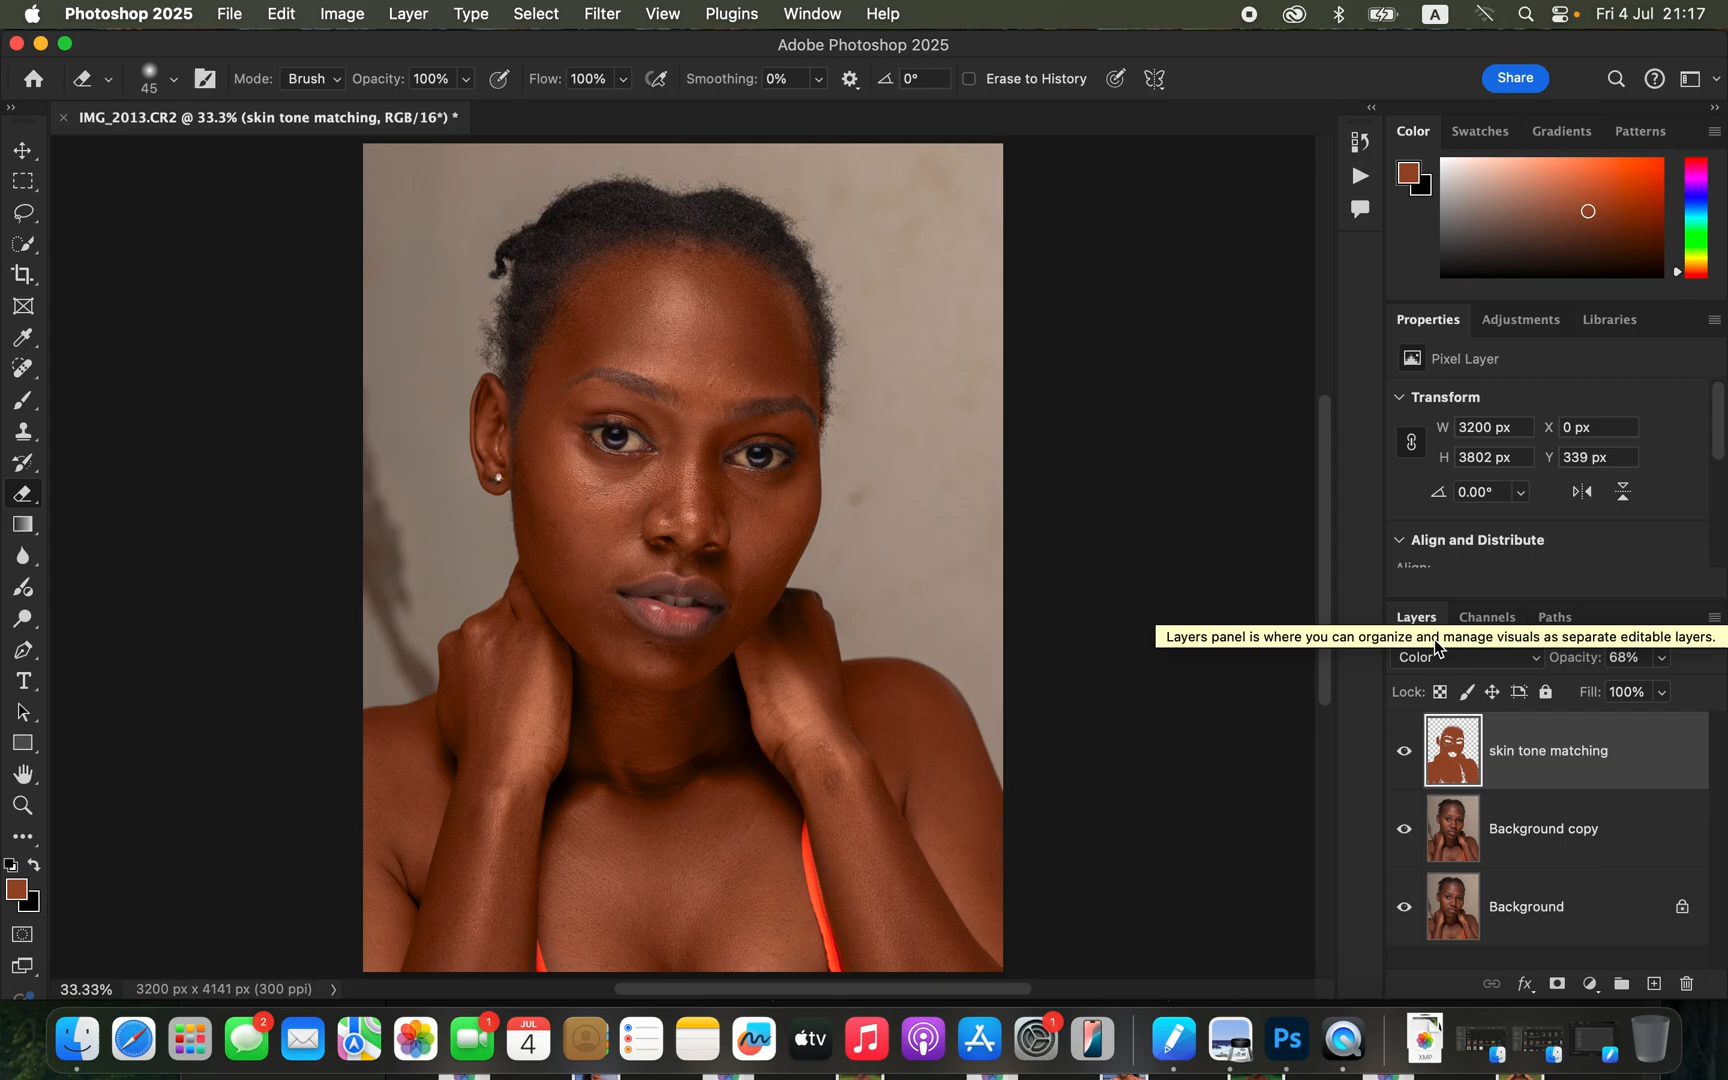 Photoshop 2025 File Edit Image Layer Type Select Filter View Plugins Window Help A Fri 4 Jul 21:17
Adobe Photoshop 2025
45 Mode: Brush Opacity: 100% Flow: 100% Smoothing: 0% 0° Erase to History Share
× IMG_2013.CR2 @ 33.3% (skin tone matching, RGB/16*) *
Color Swatches Gradients Patterns
Properties Adjustments Libraries
Pixel Layer
Transform
W 3200 px X 0 px
H 3802 px Y 339 px
0.00°
Align and Distribute
Align:
Layers Channels Paths
Layers panel is where you can organize and manage visuals as separate editable layers.
Color Opacity: 68%
Lock: Fill: 100%
skin tone matching
Background copy
Background
fx
33.33% 3200 px x 4141 px (300 ppi)
2 1 JUL 4 tv 1 Ps XMP